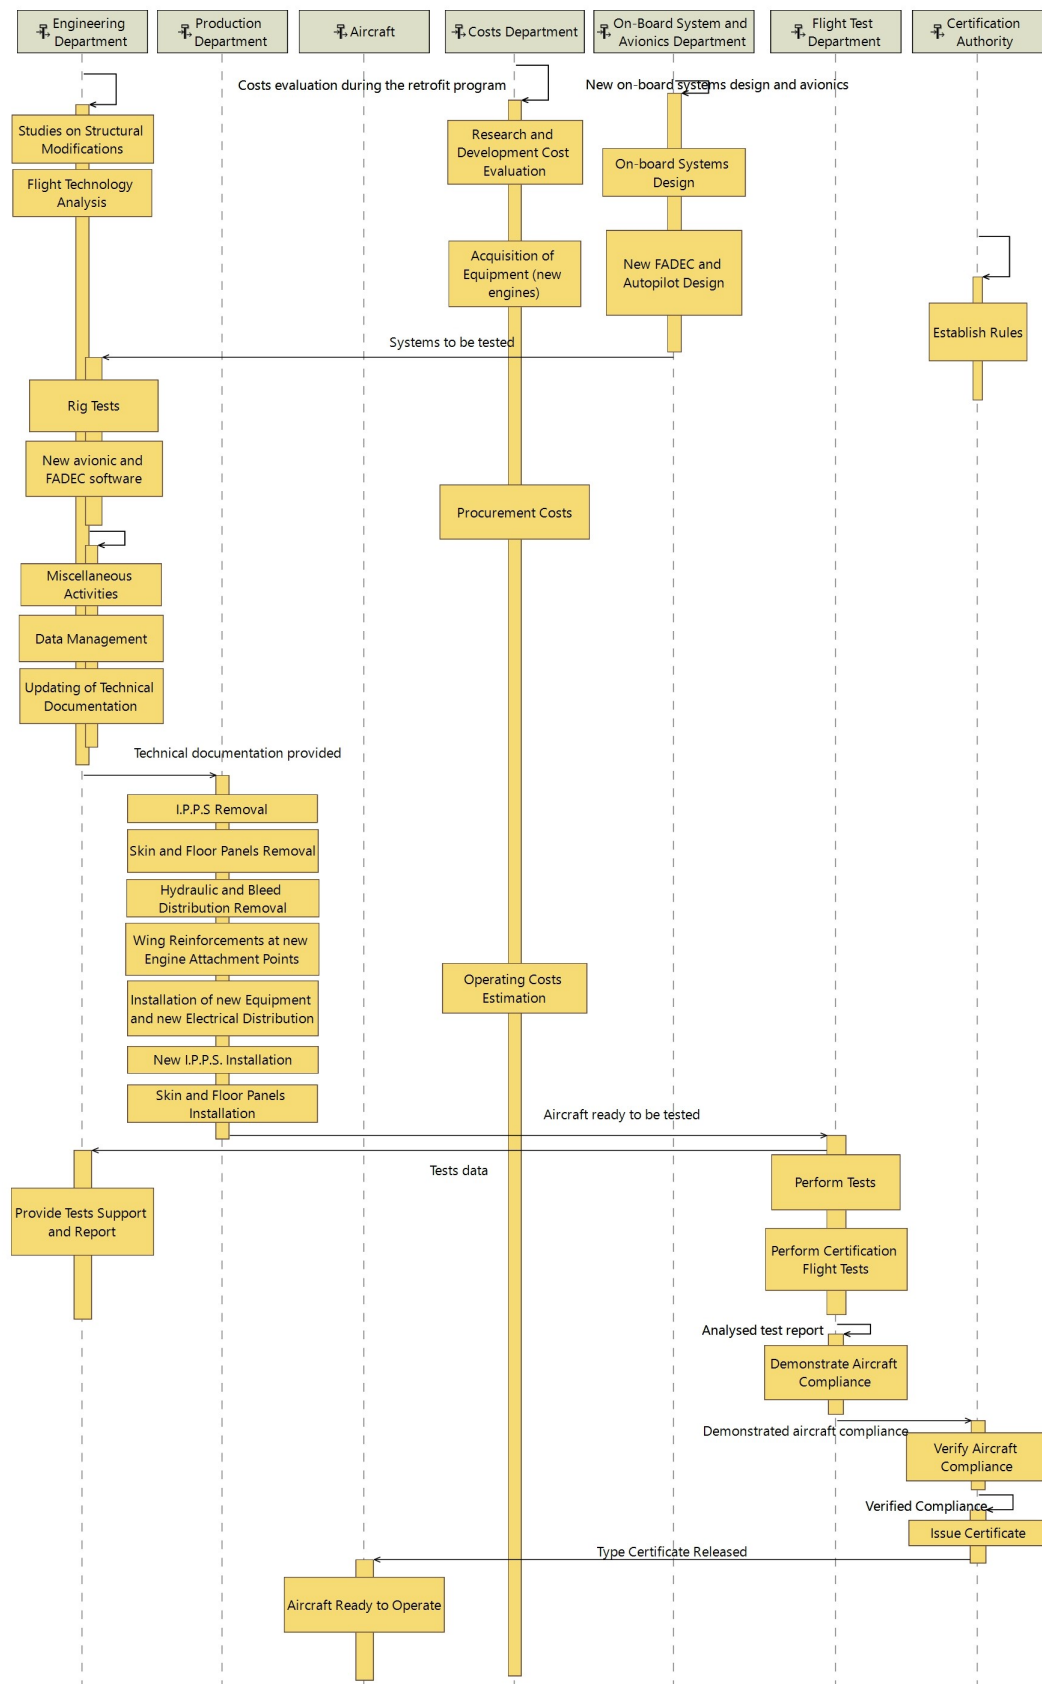 Engineering
Department
Production
Department
Aircraft
Costs Department
On-Board System and
Avionics Department
Flight Test
Department
Certification
Authority
Costs evaluation during the retrofit program
New on-board systems design and avionics
Studies on Structural
Modifications
Research and
Development Cost
Evaluation
On-board Systems
Design
Flight Technology
Analysis
Acquisition of
Equipment (new
engines)
New FADEC and
Autopilot Design
Establish Rules
Systems to be tested
Rig Tests
New avionic and
FADEC software
Procurement Costs
Miscellaneous
Activities
Data Management
Updating of Technical
Documentation
Technical documentation provided
I.P.P.S Removal
Skin and Floor Panels Removal
Hydraulic and Bleed
Distribution Removal
Wing Reinforcements at new
Engine Attachment Points
Operating Costs
Estimation
Installation of new Equipment
and new Electrical Distribution
New I.P.P.S. Installation
Skin and Floor Panels
Installation
Aircraft ready to be tested
Tests data
Perform Tests
Provide Tests Support
and Report
Perform Certification
Flight Tests
Analysed test report
Demonstrate Aircraft
Compliance
Demonstrated aircraft compliance
Verify Aircraft
Compliance
Verified Compliance
Issue Certificate
Type Certificate Released
Aircraft Ready to Operate